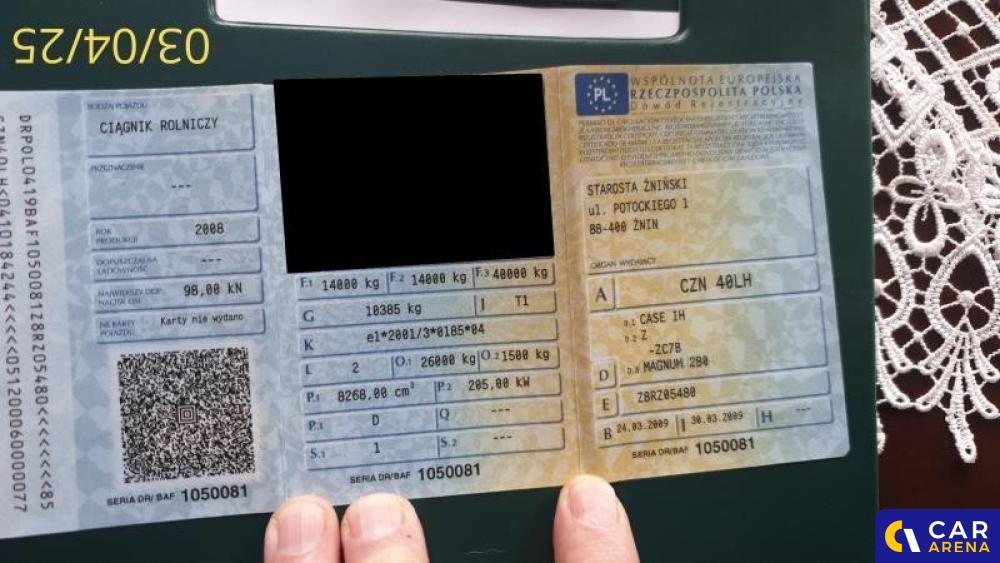 03/04/25
RODZAJ POJAZDU
CIĄGNIK ROLNICZY
PRZEZNACZENIE
---
ROK PRODUKCJI
2008
DOPUSZCZALNA ŁADOWNOŚĆ
---
NAJWIĘKSZY DOP. NACISK OSI
98,00 kN
NR KARTY POJAZDU
Karty nie wydano
SERIA DR/ BAF 1050081
DRPOL0419BAF1050081Z8RZ05480<<<<<<<<<85
F.1 14000 kg F.2 14000 kg F.3 40000 kg
G 10385 kg J T1
K e1*2001/3*0185*04
L 2 O.1 26000 kg O.2 1500 kg
P.1 8268,00 cm³ P.2 205,00 kW
P.3 D Q ---
S.1 1 S.2 ---
SERIA DR/BAF 1050081
PL
WSPÓLNOTA EUROPEJSKA
RZECZPOSPOLITA POLSKA
Dowód Rejestracyjny
STAROSTA ŻNIŃSKI
ul. POTOCKIEGO 1
88-400 ŻNIN
ORGAN WYDAJĄCY
A CZN 40LH
D.1 CASE IH
D.2 Z
-ZC7B
D D.3 MAGNUM 280
E Z8RZ05480
B 24.03.2009 I 30.03.2009 H ---
SERIA DR/BAF 1050081
CAR
ARENA